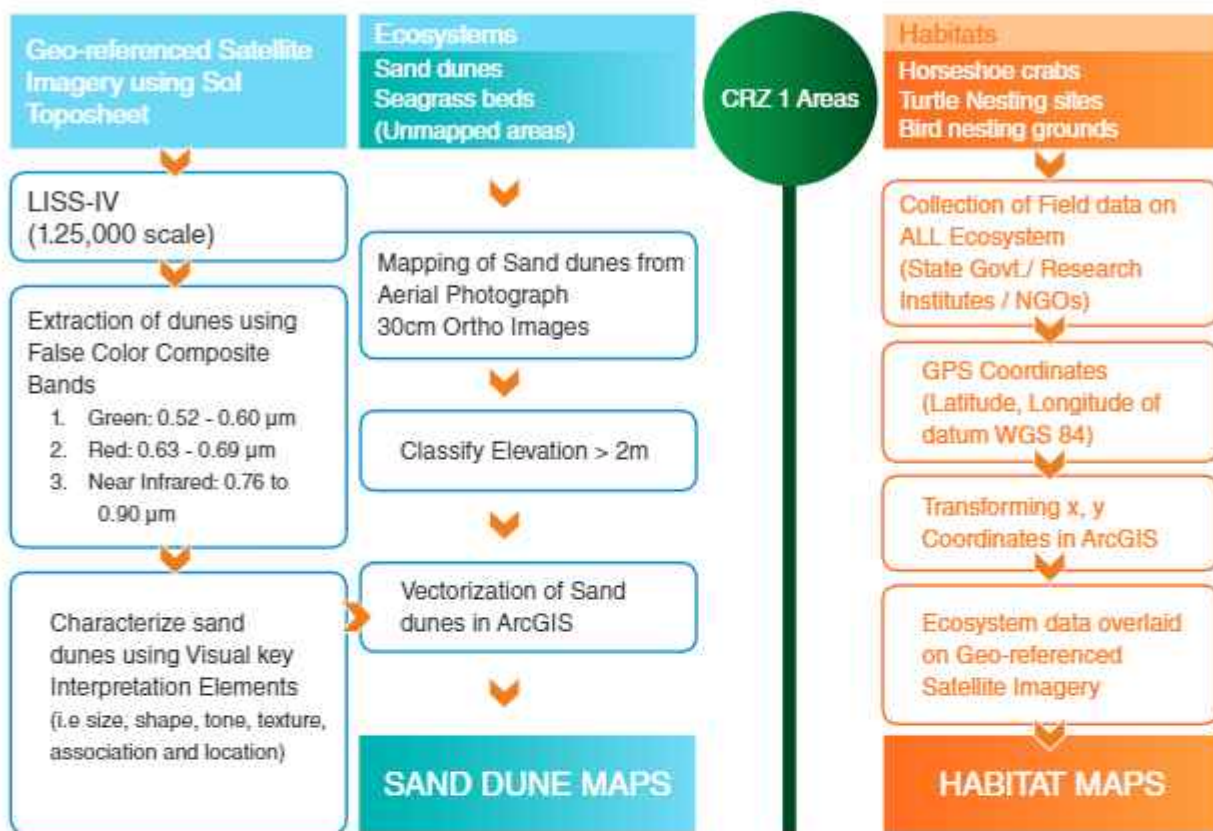 Geo-referenced Satellite
Imagery using SoI
Toposheet
LISS-IV
(1.25,000 scale)
Extraction of dunes using
False Color Composite
Bands
1. Green: 0.52 - 0.60 µm
2. Red: 0.63 - 0.69 µm
3. Near Infrared: 0.76 to
0.90 µm
Characterize sand
dunes using Visual key
Interpretation Elements
(i.e size, shape, tone, texture,
association and location)
Ecosystems
Sand dunes
Seagrass beds
(Unmapped areas)
Mapping of Sand dunes from
Aerial Photograph
30cm Ortho Images
Classify Elevation > 2m
Vectorization of Sand
dunes in ArcGIS
SAND DUNE MAPS
CRZ 1 Areas
Habitats
Horseshoe crabs
Turtle Nesting sites
Bird nesting grounds
Collection of Field data on
ALL Ecosystem
(State Govt./ Research
Institutes / NGOs)
GPS Coordinates
(Latitude, Longitude of
datum WGS 84)
Transforming x, y
Coordinates in ArcGIS
Ecosystem data overlaid
on Geo-referenced
Satellite Imagery
HABITAT MAPS